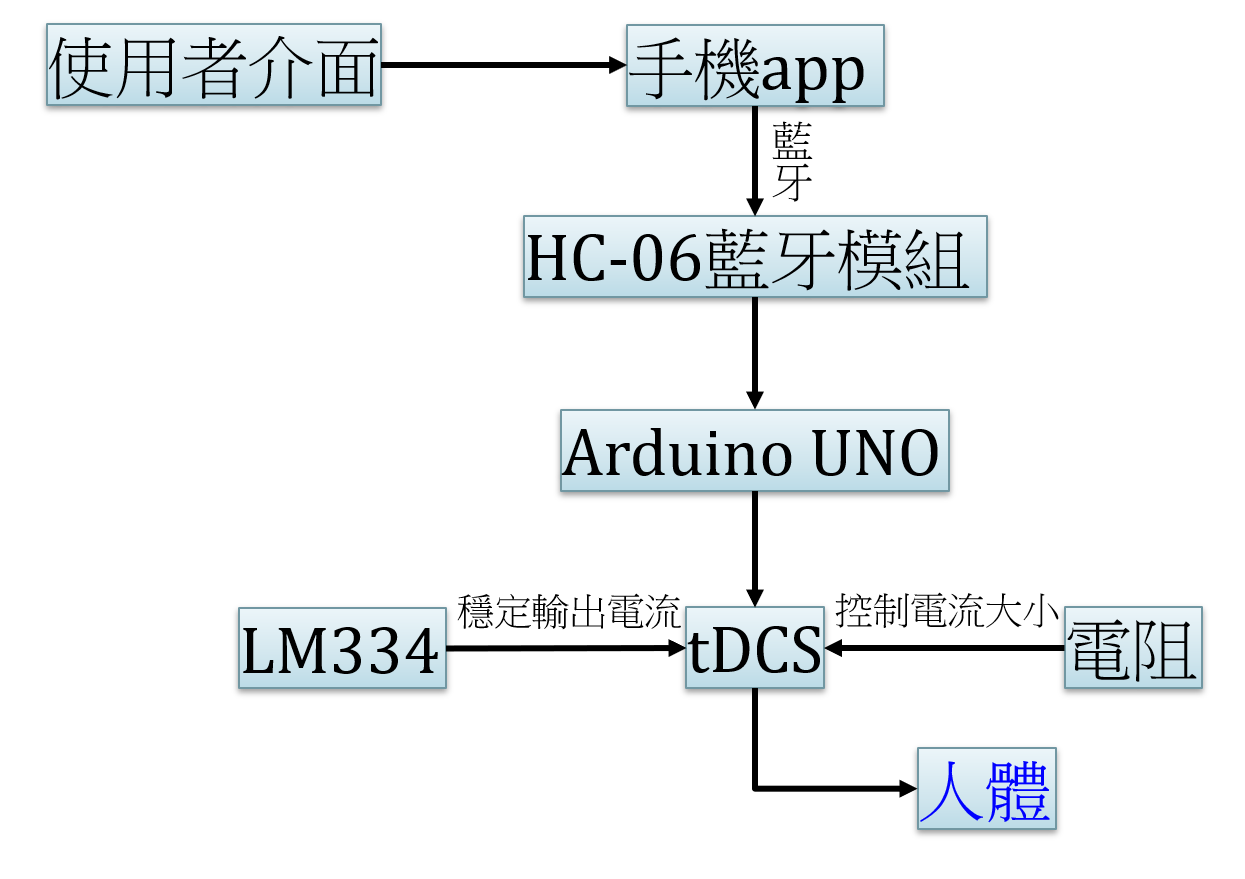 使用者介面
手機app
藍牙
HC-06藍牙模組
Arduino UNO
穩定輸出電流
控制電流大小
LM334
tDCS
電阻
人體